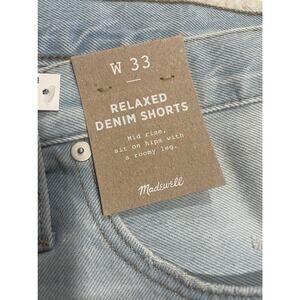 W 33
RELAXED
DENIM SHORTS
Mid rise,
sit on hips with
a roomy leg.
Madewell